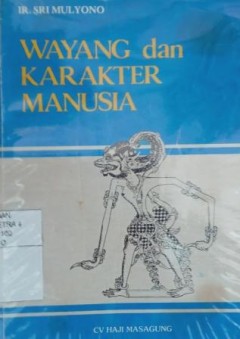 IR. SRI MULYONO
WAYANG dan
KARAKTER
MANUSIA
CV HAJI MASAGUNG